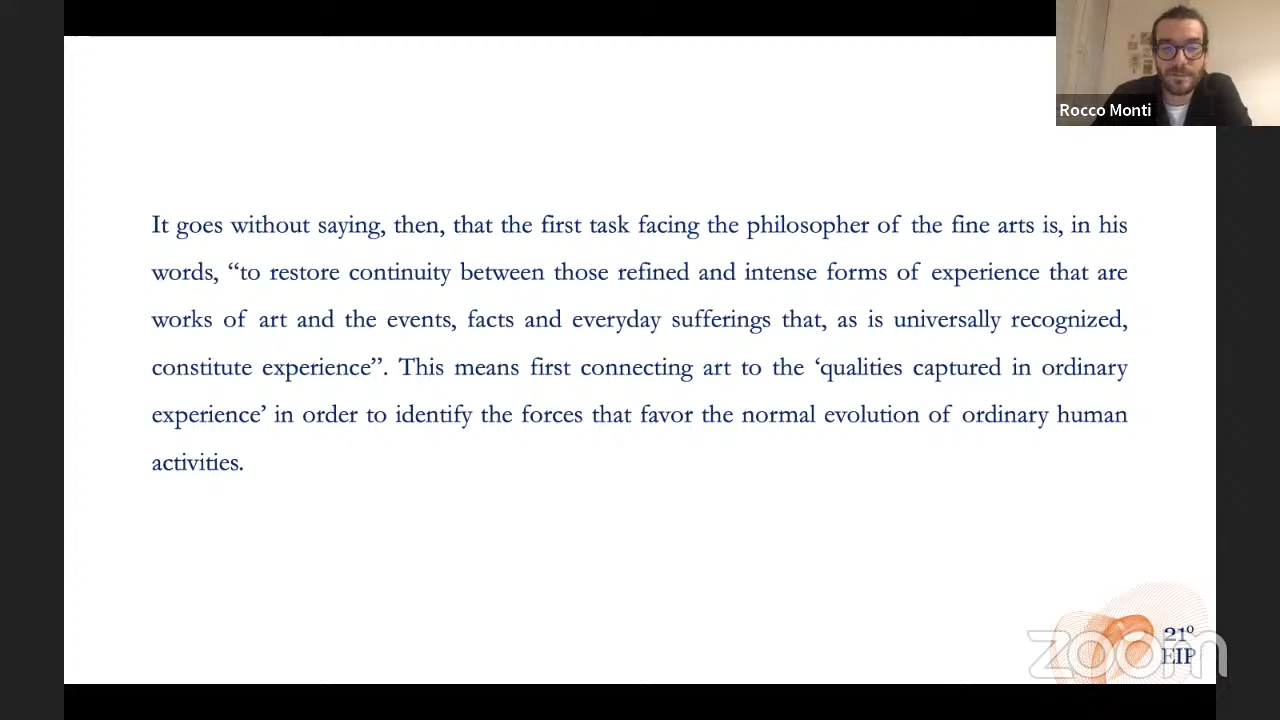 Rocco Monti
It goes without saying, then, that the first task facing the philosopher of the fine arts is, in his
words, “to restore continuity between those refined and intense forms of experience that are
works of art and the events, facts and everyday sufferings that, as is universally recognized,
constitute experience”. This means first connecting art to the ‘qualities captured in ordinary
experience’ in order to identify the forces that favor the normal evolution of ordinary human
activities.
21º
EIP
zoom